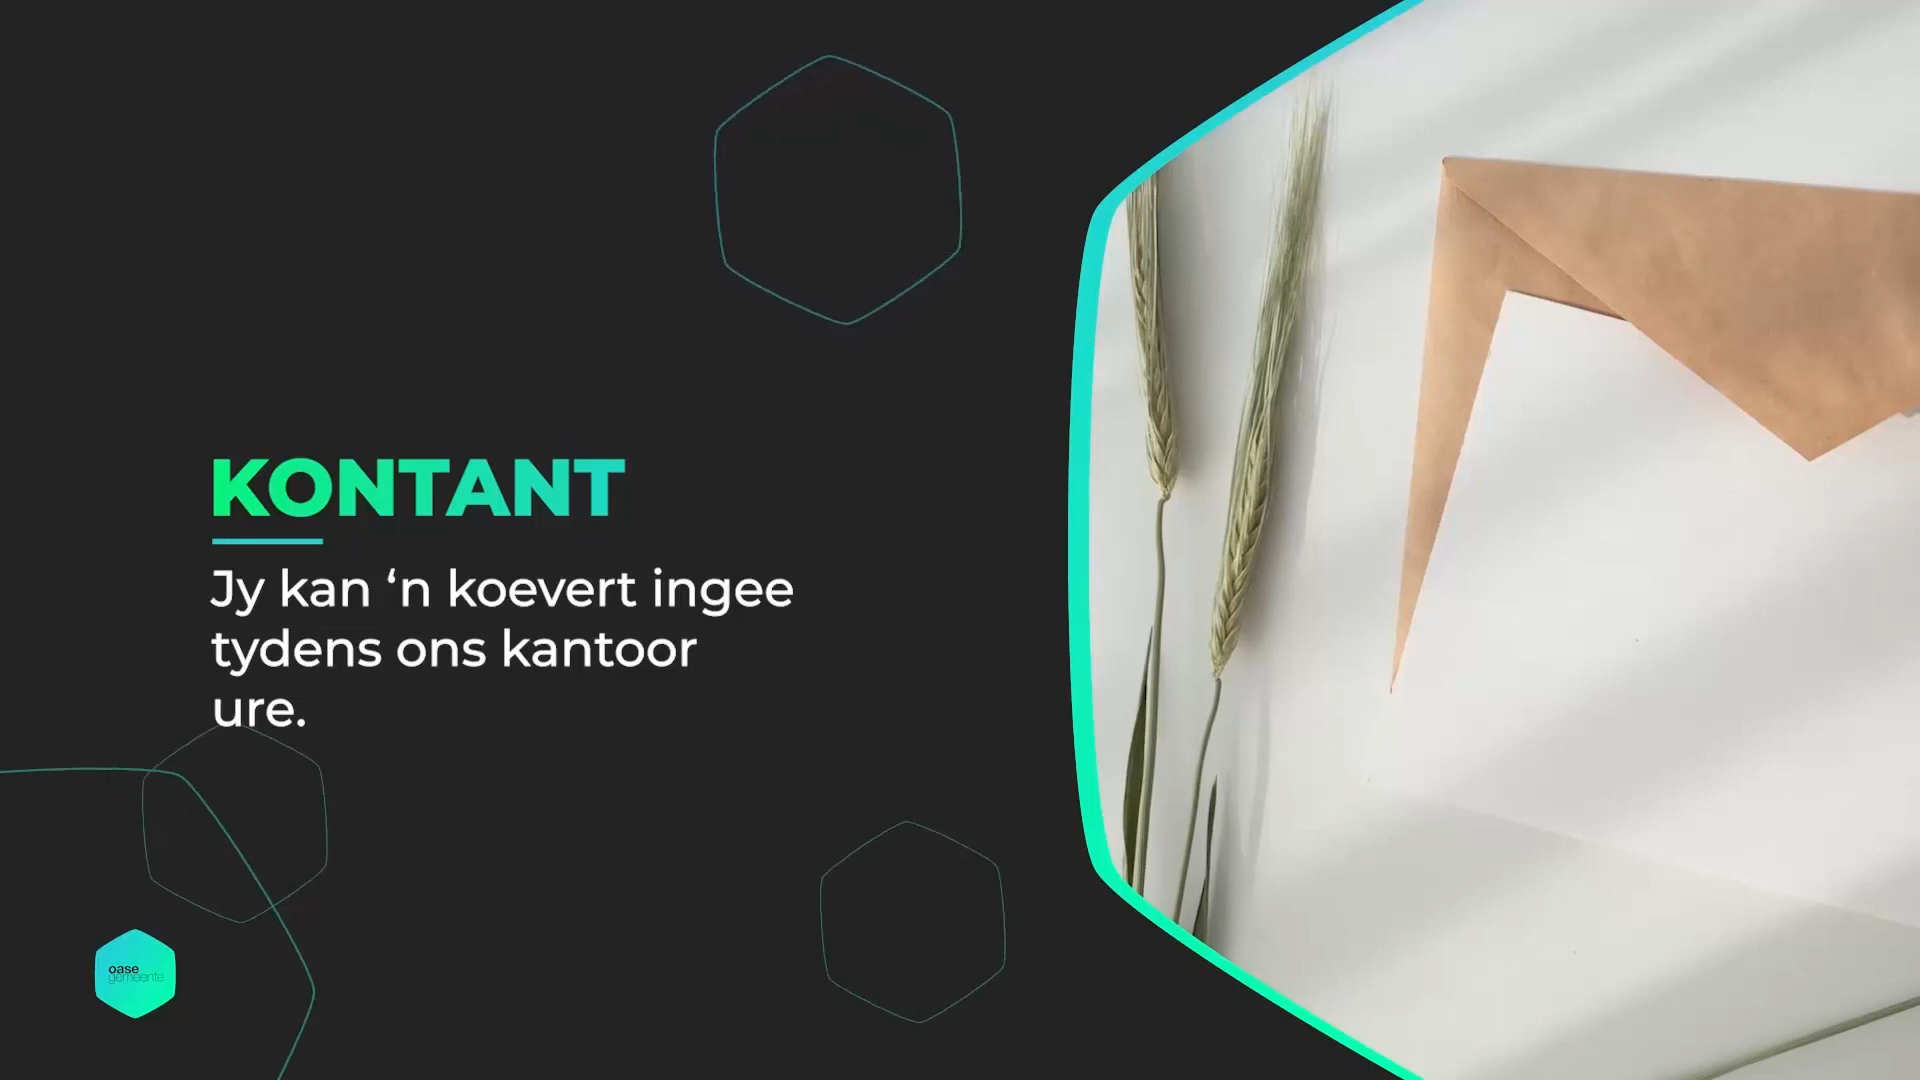 KONTANT
Jy kan ‘n koevert ingee
tydens ons kantoor
ure.
oase
gemeente